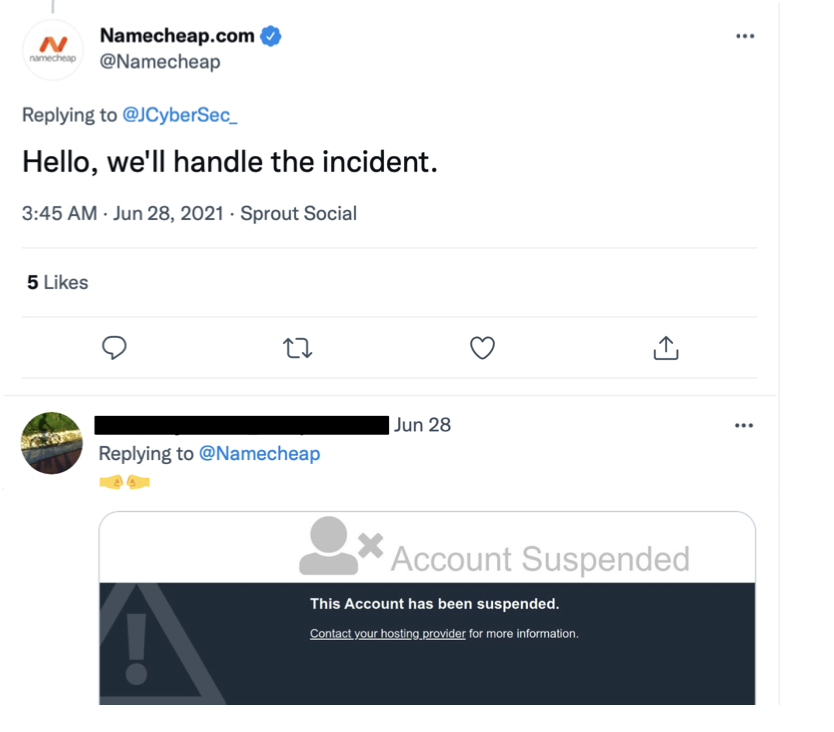 Namecheap.com
namecheap
@Namecheap
Replying to @JCyberSec_
Hello, we'll handle the incident.
3:45 AM · Jun 28, 2021 · Sprout Social
5 Likes
Jun 28
Replying to @Namecheap
🤜🤛
Account Suspended
This Account has been suspended.
Contact your hosting provider for more information.